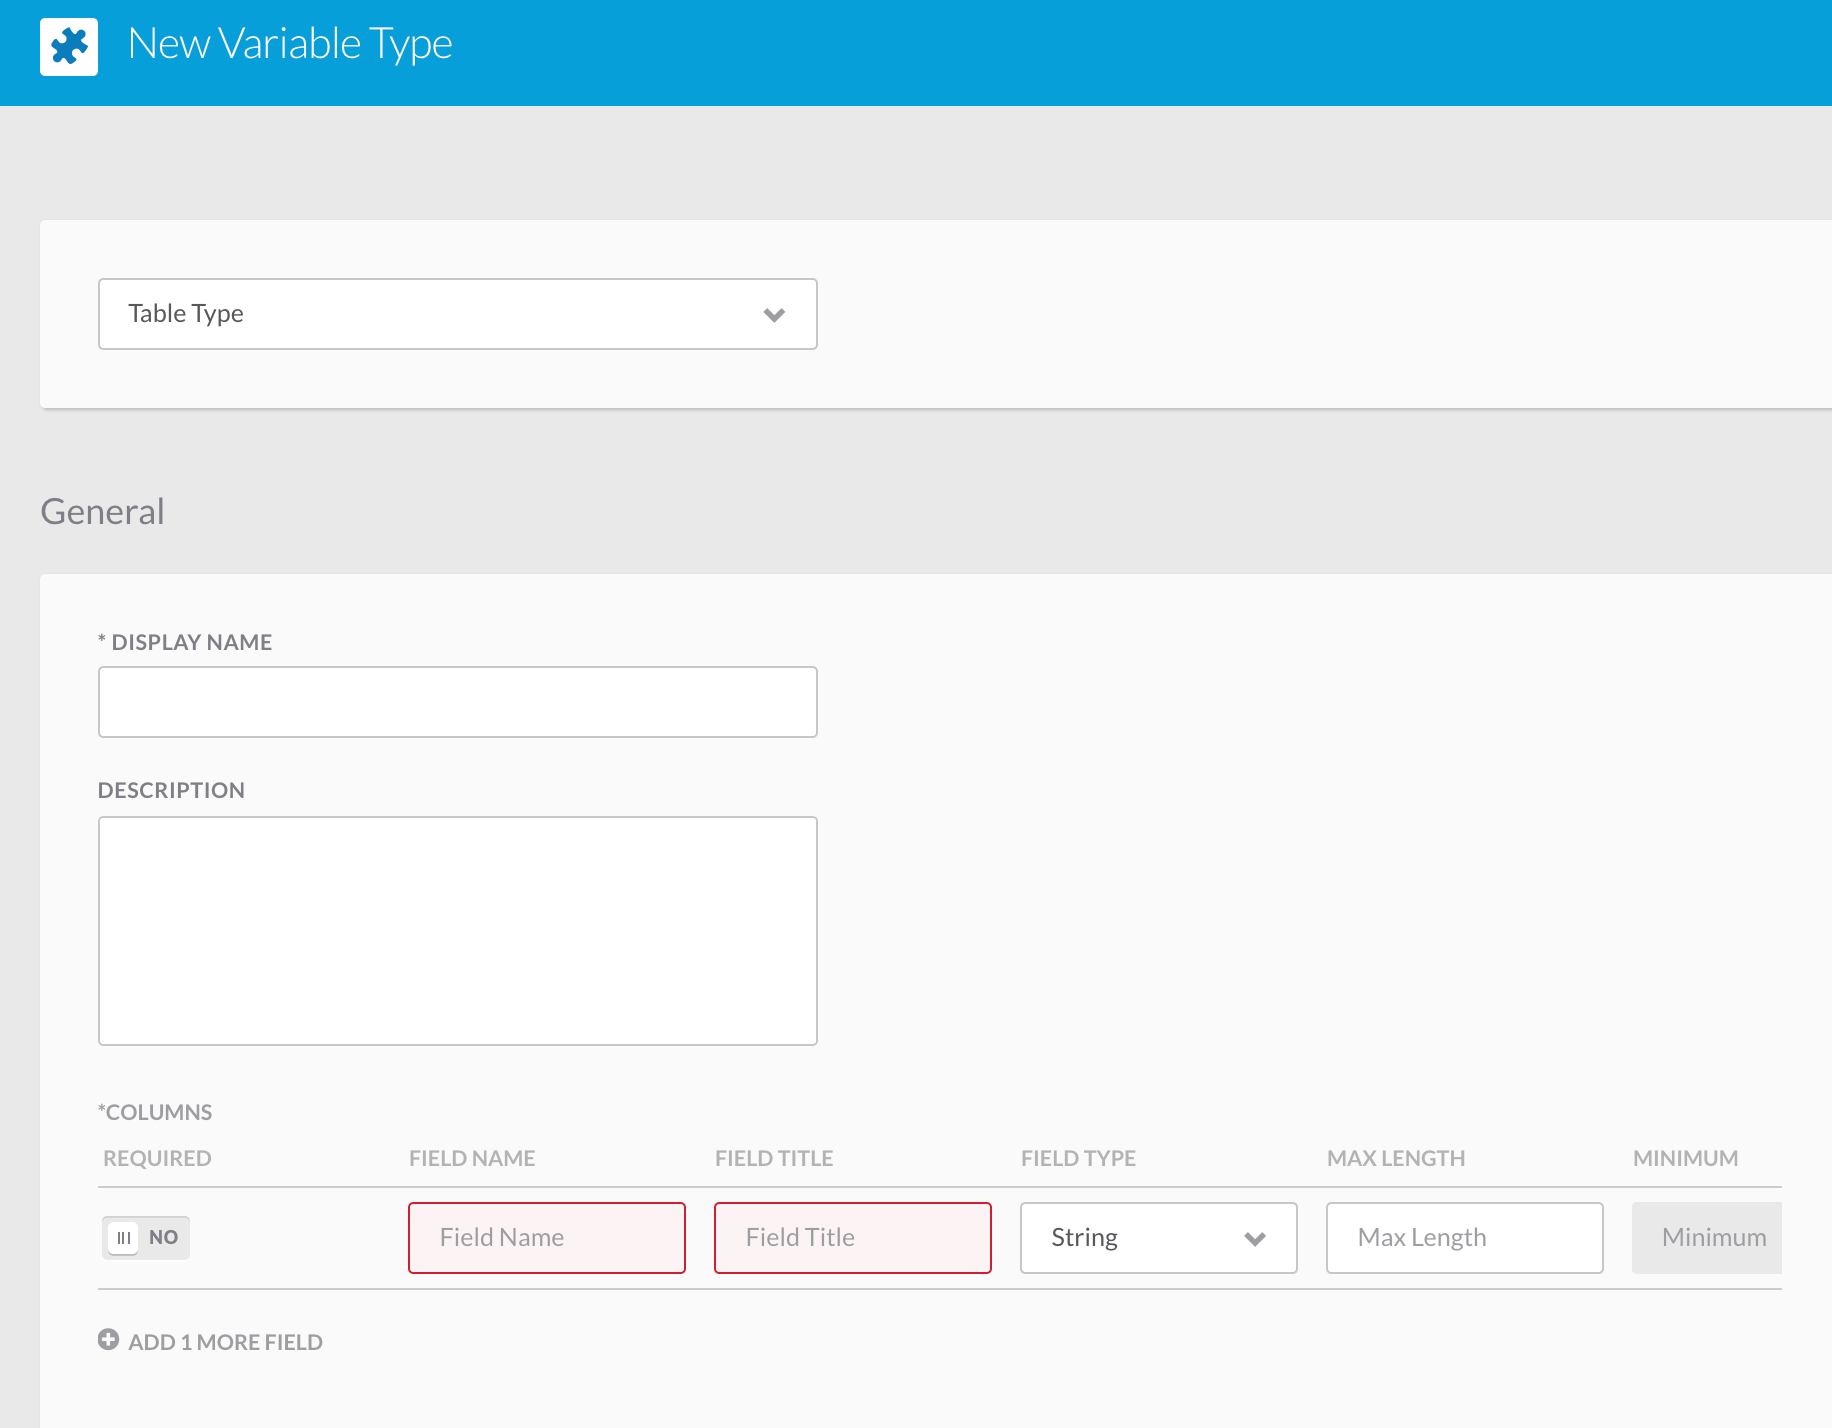 New Variable Type
Table Type
General
* DISPLAY NAME
DESCRIPTION
*COLUMNS
REQUIRED FIELD NAME FIELD TITLE FIELD TYPE MAX LENGTH MINIMUM
NO Field Name Field Title String Max Length Minimum
ADD 1 MORE FIELD